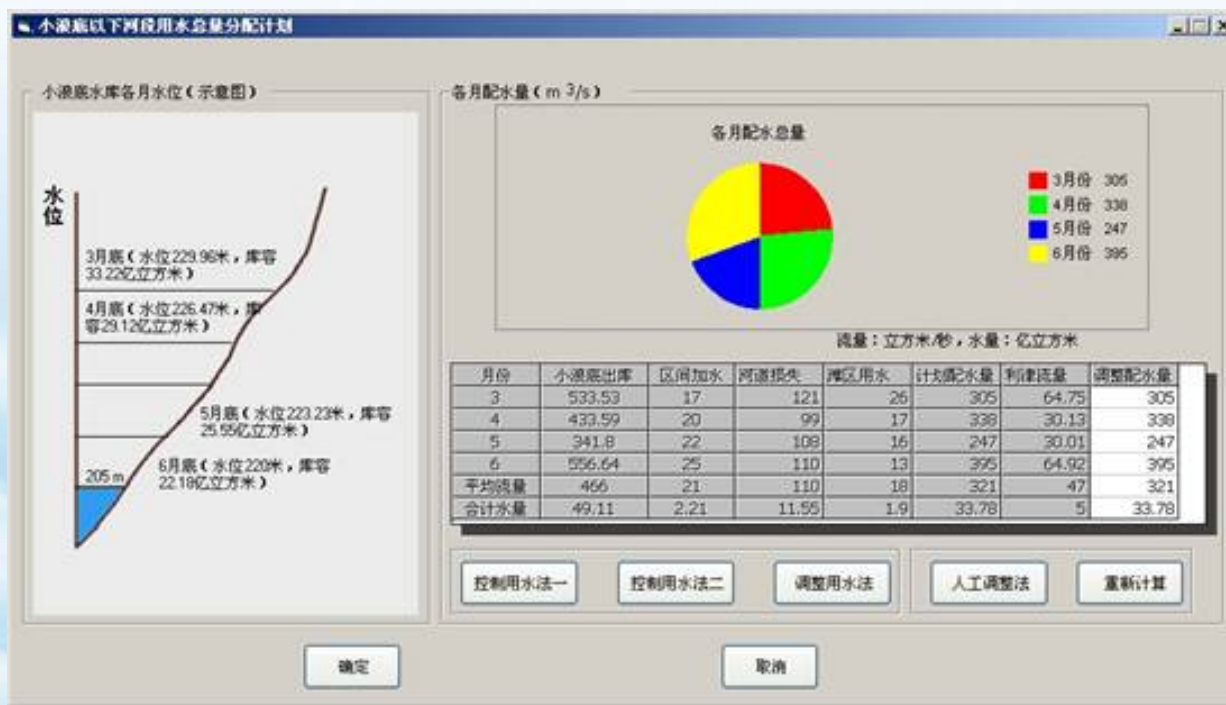 小浪底以下河段用水总量分配计划
小浪底水库各月水位(示意图)
水位
3月底(水位229.96米,库容
33.22亿立方米)
4月底(水位226.47米,库
容29.12亿立方米)
5月底(水位223.23米,库容
25.55亿立方米)
6月底(水位220米,库容
22.18亿立方米)
205 m
各月配水量(m 3/s)
各月配水总量
3月份 305
4月份 338
5月份 247
6月份 395
流量:立方米/秒,水量:亿立方米
月份 小浪底出库 区间加水 河道损失 滩区用水 计划配水量 利津流量 调整配水量
3 533.53 17 121 26 305 64.75 305
4 433.59 20 99 17 338 30.13 338
5 341.8 22 108 16 247 30.01 247
6 556.64 25 110 13 395 64.92 395
平均流量 466 21 110 18 321 47 321
合计水量 49.11 2.21 11.55 1.9 33.78 5 33.78
控制用水法一 控制用水法二 调整用水法 人工调整法 重新计算
确定 取消